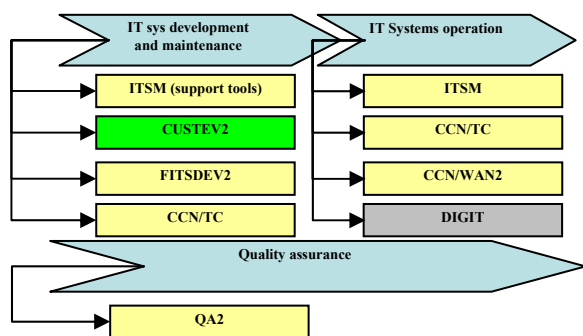 IT sys development
and maintenance
IT Systems operation
ITSM (support tools)
ITSM
CUSTEV2
CCN/TC
FITSDEV2
CCN/WAN2
CCN/TC
DIGIT
Quality assurance
QA2